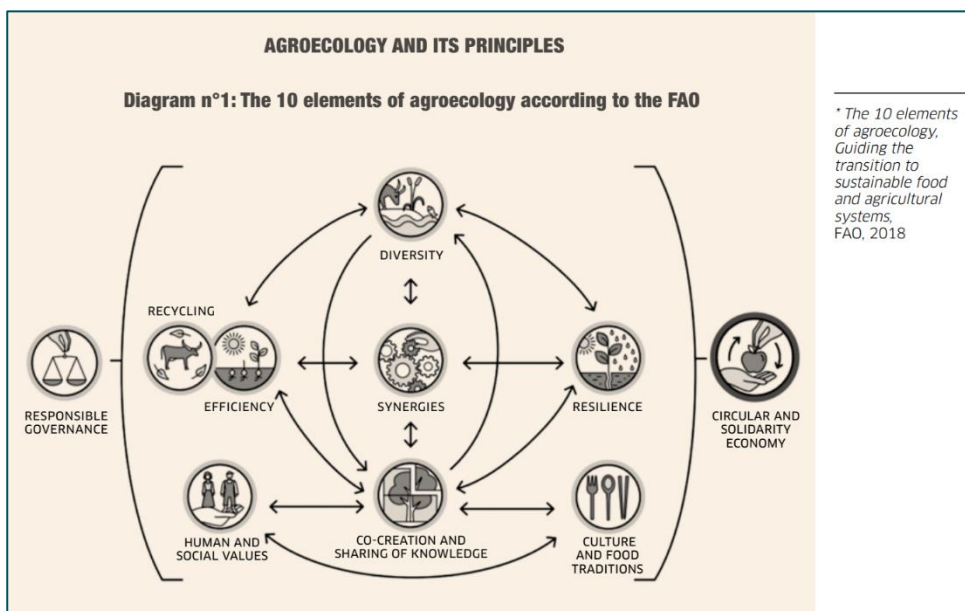 AGROECOLOGY AND ITS PRINCIPLES
Diagram n°1: The 10 elements of agroecology according to the FAO
* The 10 elements
of agroecology,
Guiding the
transition to
sustainable food
and agricultural
systems,
FAO, 2018
DIVERSITY
RECYCLING
EFFICIENCY
SYNERGIES
RESILIENCE
RESPONSIBLE
GOVERNANCE
CIRCULAR AND
SOLIDARITY
ECONOMY
HUMAN AND
SOCIAL VALUES
CO-CREATION AND
SHARING OF KNOWLEDGE
CULTURE
AND FOOD
TRADITIONS